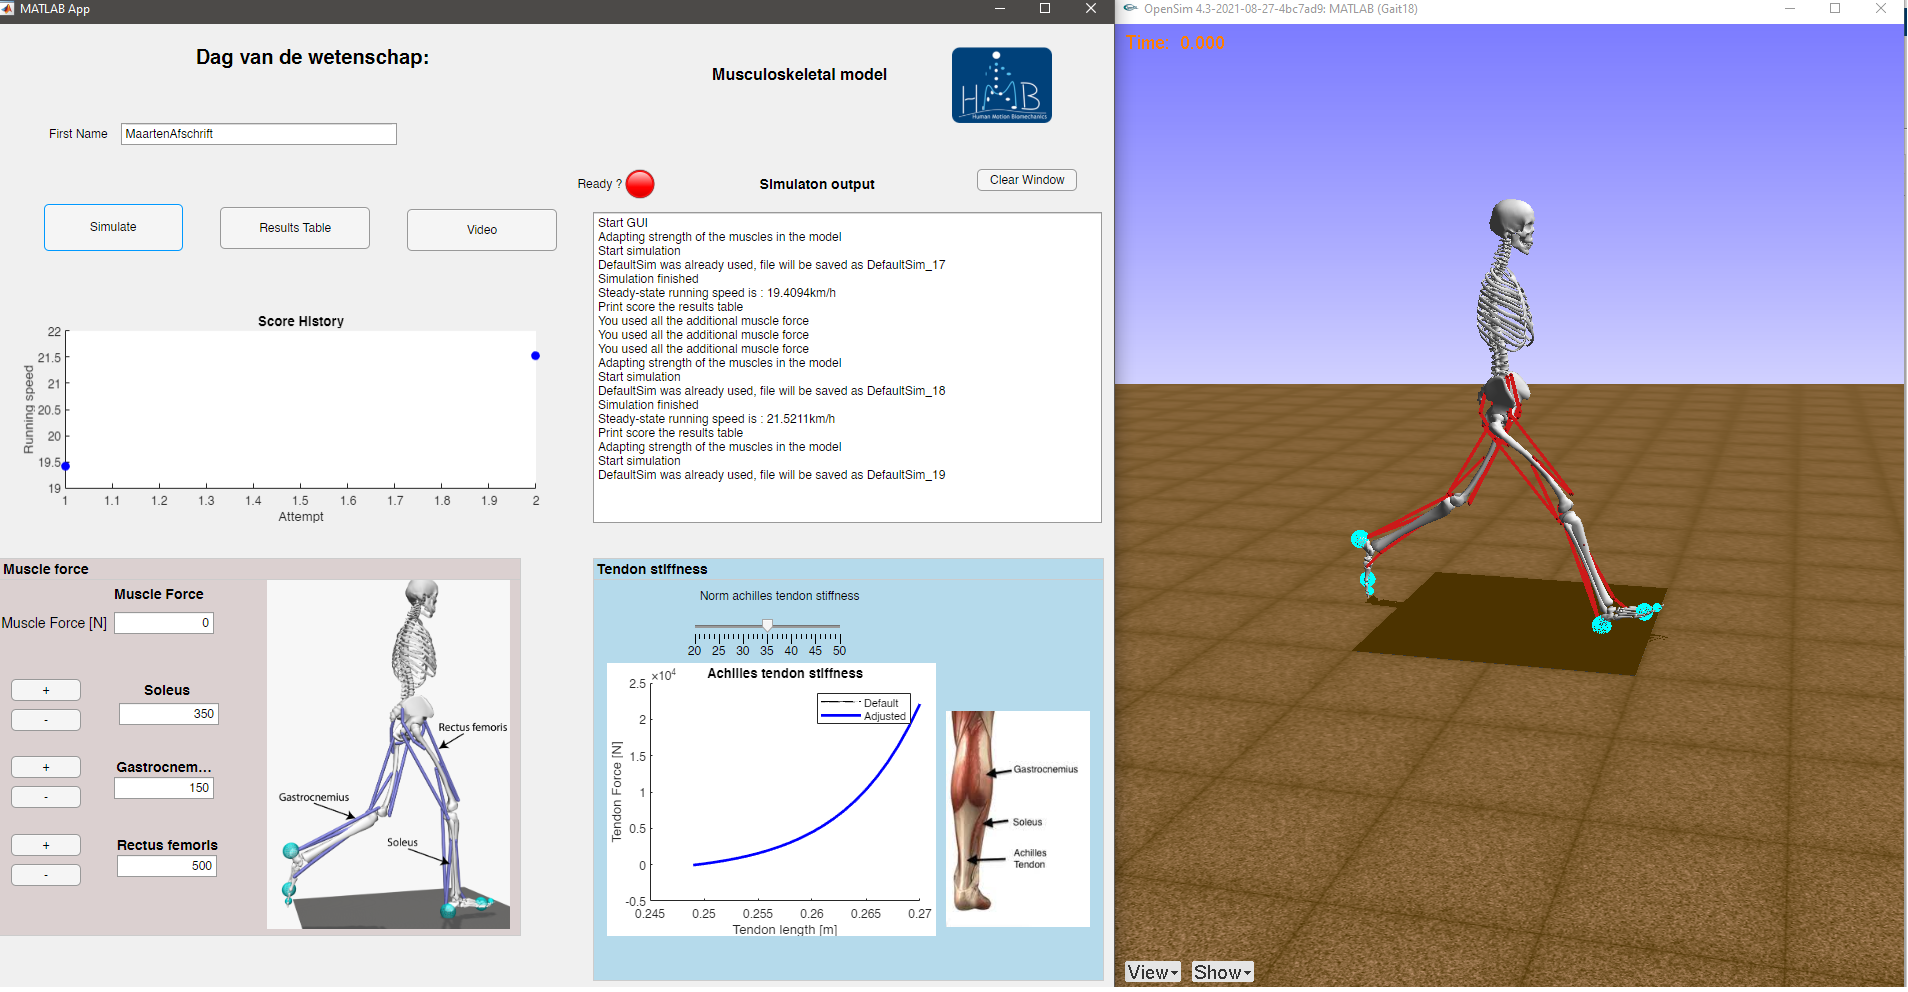 MATLAB App
Dag van de wetenschap:
Musculoskeletal model
HMB
Human Motion Biomechanics
First Name
MaartenAfschrift
Ready ?
Simulaton output
Clear Window
Simulate
Results Table
Video
Start GUI
Adapting strength of the muscles in the model
Start simulation
DefaultSim was already used, file will be saved as DefaultSim_17
Simulation finished
Steady-state running speed is : 19.4094km/h
Print score the results table
You used all the additional muscle force
You used all the additional muscle force
You used all the additional muscle force
Adapting strength of the muscles in the model
Start simulation
DefaultSim was already used, file will be saved as DefaultSim_18
Simulation finished
Steady-state running speed is : 21.5211km/h
Print score the results table
Adapting strength of the muscles in the model
Start simulation
DefaultSim was already used, file will be saved as DefaultSim_19
Score History
Running speed
22
21.5
21
20.5
20
19.5
19
1 1.1 1.2 1.3 1.4 1.5 1.6 1.7 1.8 1.9 2
Attempt
Muscle force
Muscle Force
Muscle Force [N] 0
+
-
Soleus
350
+
-
Gastrocnem...
150
+
-
Rectus femoris
500
Rectus femoris
Gastrocnemius
Soleus
Tendon stiffness
Norm achilles tendon stiffness
20 25 30 35 40 45 50
Achilles tendon stiffness
×10⁴
Default
Adjusted
Tendon Force [N]
2.5
2
1.5
1
0.5
0
-0.5
0.245 0.25 0.255 0.26 0.265 0.27
Tendon length [m]
Gastrocnemius
Soleus
Achilles
Tendon
OpenSim 4.3-2021-08-27-4bc7ad9: MATLAB (Gait18)
Time: 0.000
View
Show